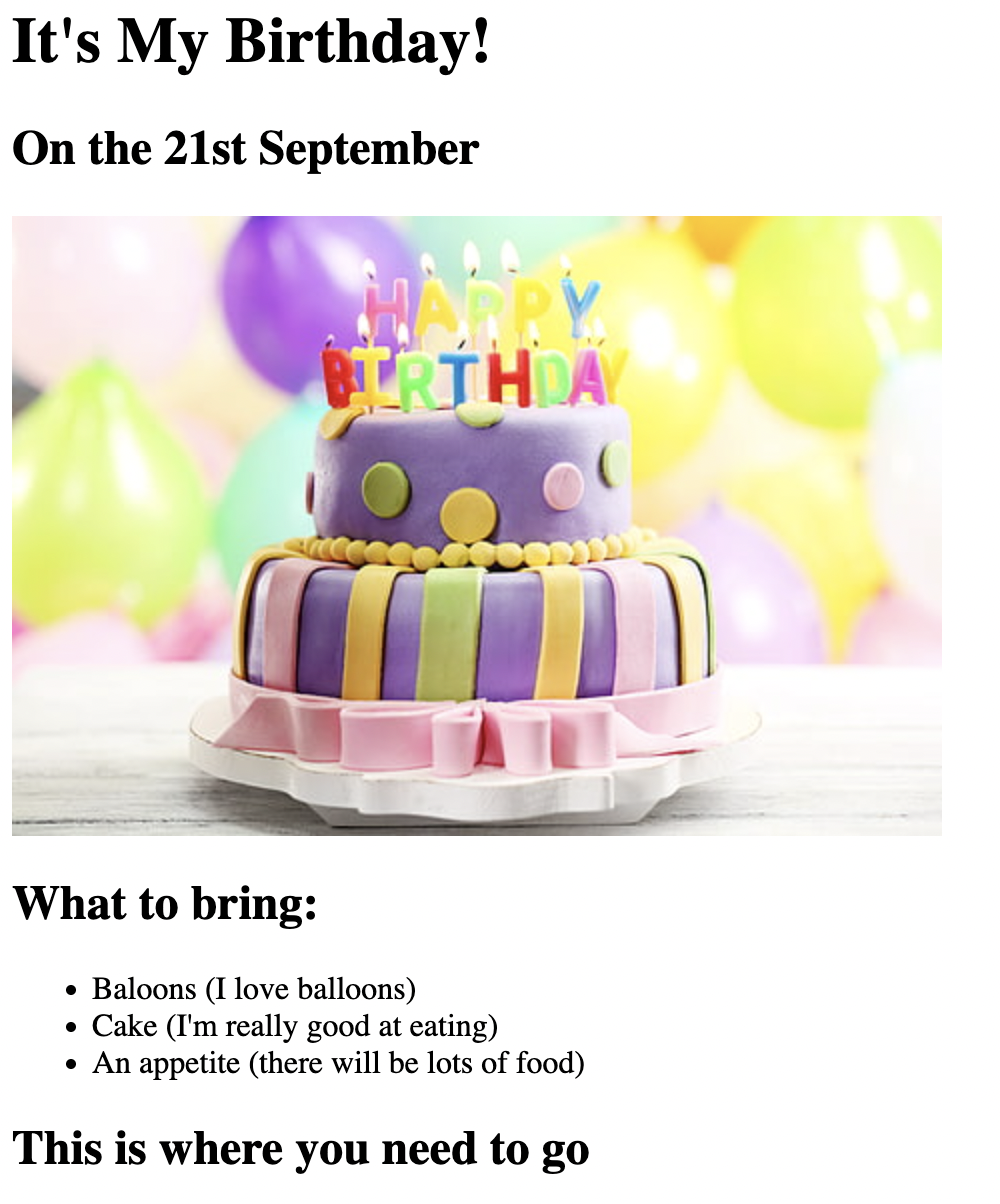 It's My Birthday!
On the 21st September
HAPPY
BIRTHDAY
What to bring:
Baloons (I love balloons)
Cake (I'm really good at eating)
An appetite (there will be lots of food)
This is where you need to go